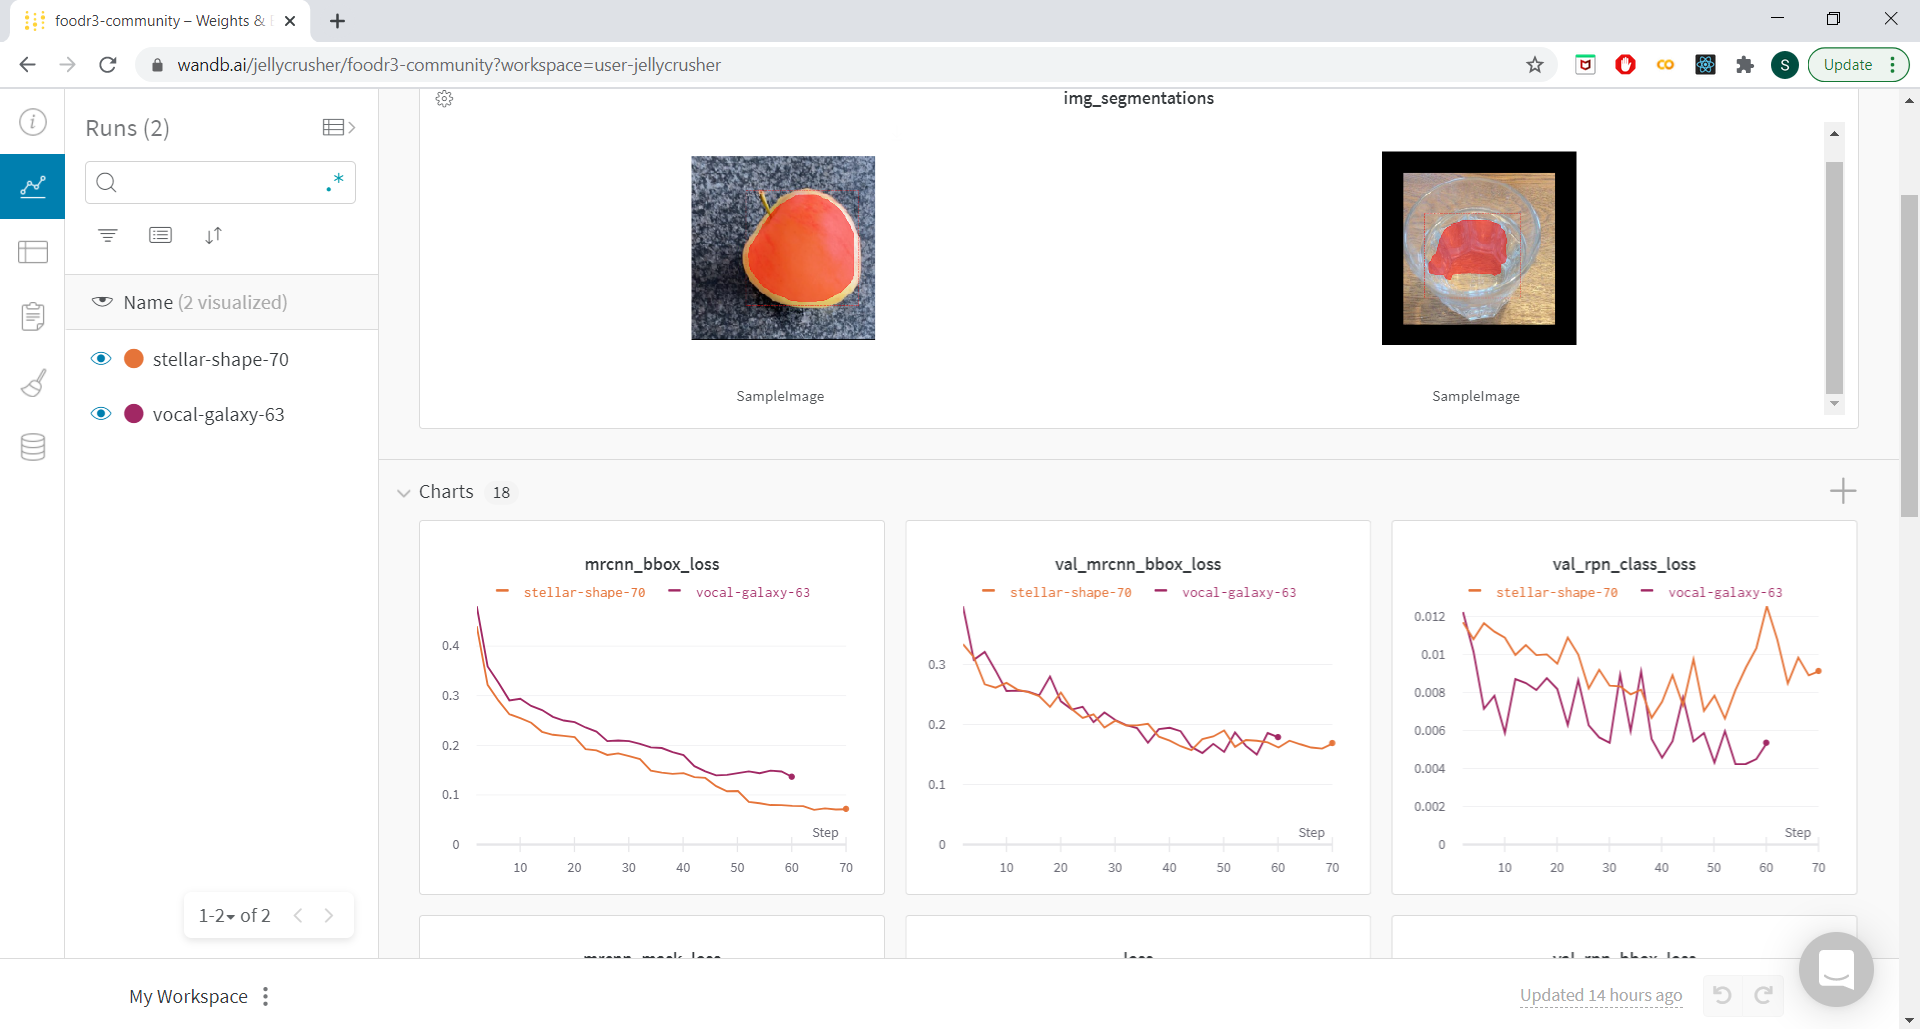 foodr3-community – Weights &
wandb.ai/jellycrusher/foodr3-community?workspace=user-jellycrusher
S
Update
Runs (2)
.*
Name (2 visualized)
stellar-shape-70
vocal-galaxy-63
1-2 of 2
img_segmentations
SampleImage
SampleImage
Charts 18
mrcnn_bbox_loss
stellar-shape-70 vocal-galaxy-63
0.4
0.3
0.2
0.1
0
Step
10 20 30 40 50 60 70
val_mrcnn_bbox_loss
stellar-shape-70 vocal-galaxy-63
0.3
0.2
0.1
0
Step
10 20 30 40 50 60 70
val_rpn_class_loss
stellar-shape-70 vocal-galaxy-63
0.012
0.01
0.008
0.006
0.004
0.002
0
Step
10 20 30 40 50 60 70
mrcnn_mask_loss
loss
val_rpn_bbox_loss
My Workspace
Updated 14 hours ago